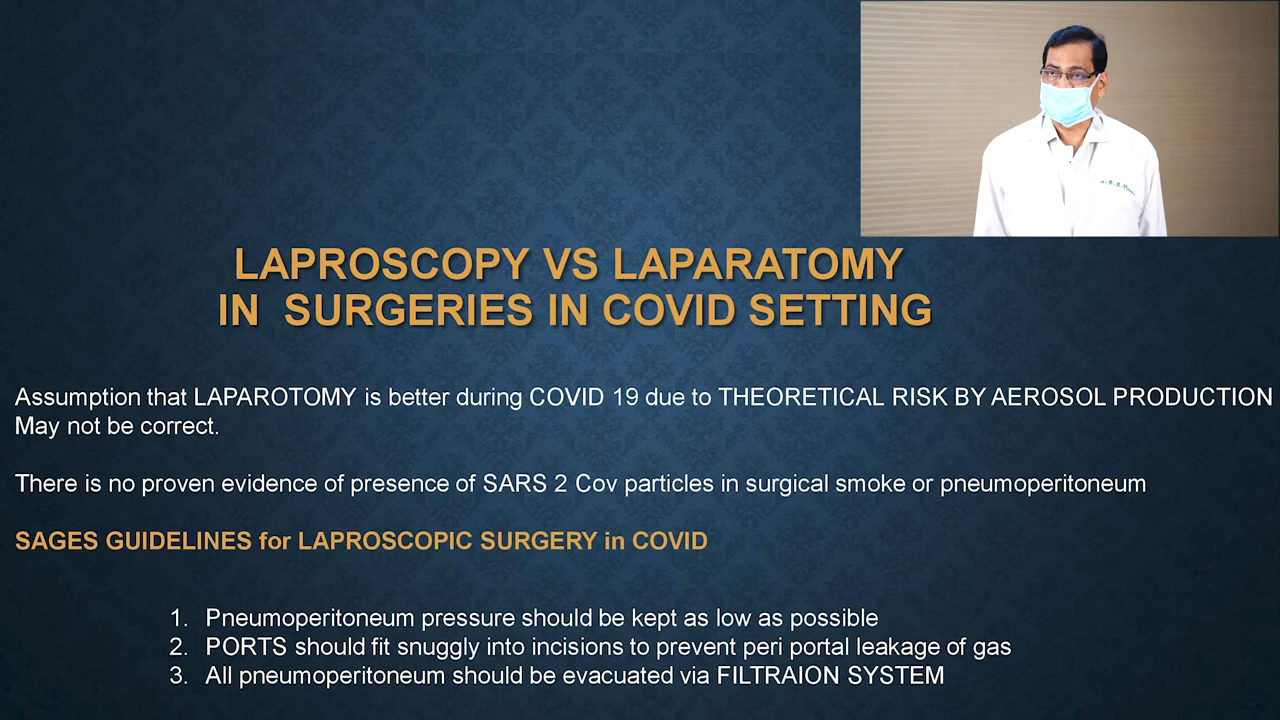 LAPROSCOPY VS LAPARATOMY
IN SURGERIES IN COVID SETTING
Assumption that LAPAROTOMY is better during COVID 19 due to THEORETICAL RISK BY AEROSOL PRODUCTION
May not be correct.
There is no proven evidence of presence of SARS 2 Cov particles in surgical smoke or pneumoperitoneum
SAGES GUIDELINES for LAPROSCOPIC SURGERY in COVID
1. Pneumoperitoneum pressure should be kept as low as possible
2. PORTS should fit snuggly into incisions to prevent peri portal leakage of gas
3. All pneumoperitoneum should be evacuated via FILTRAION SYSTEM